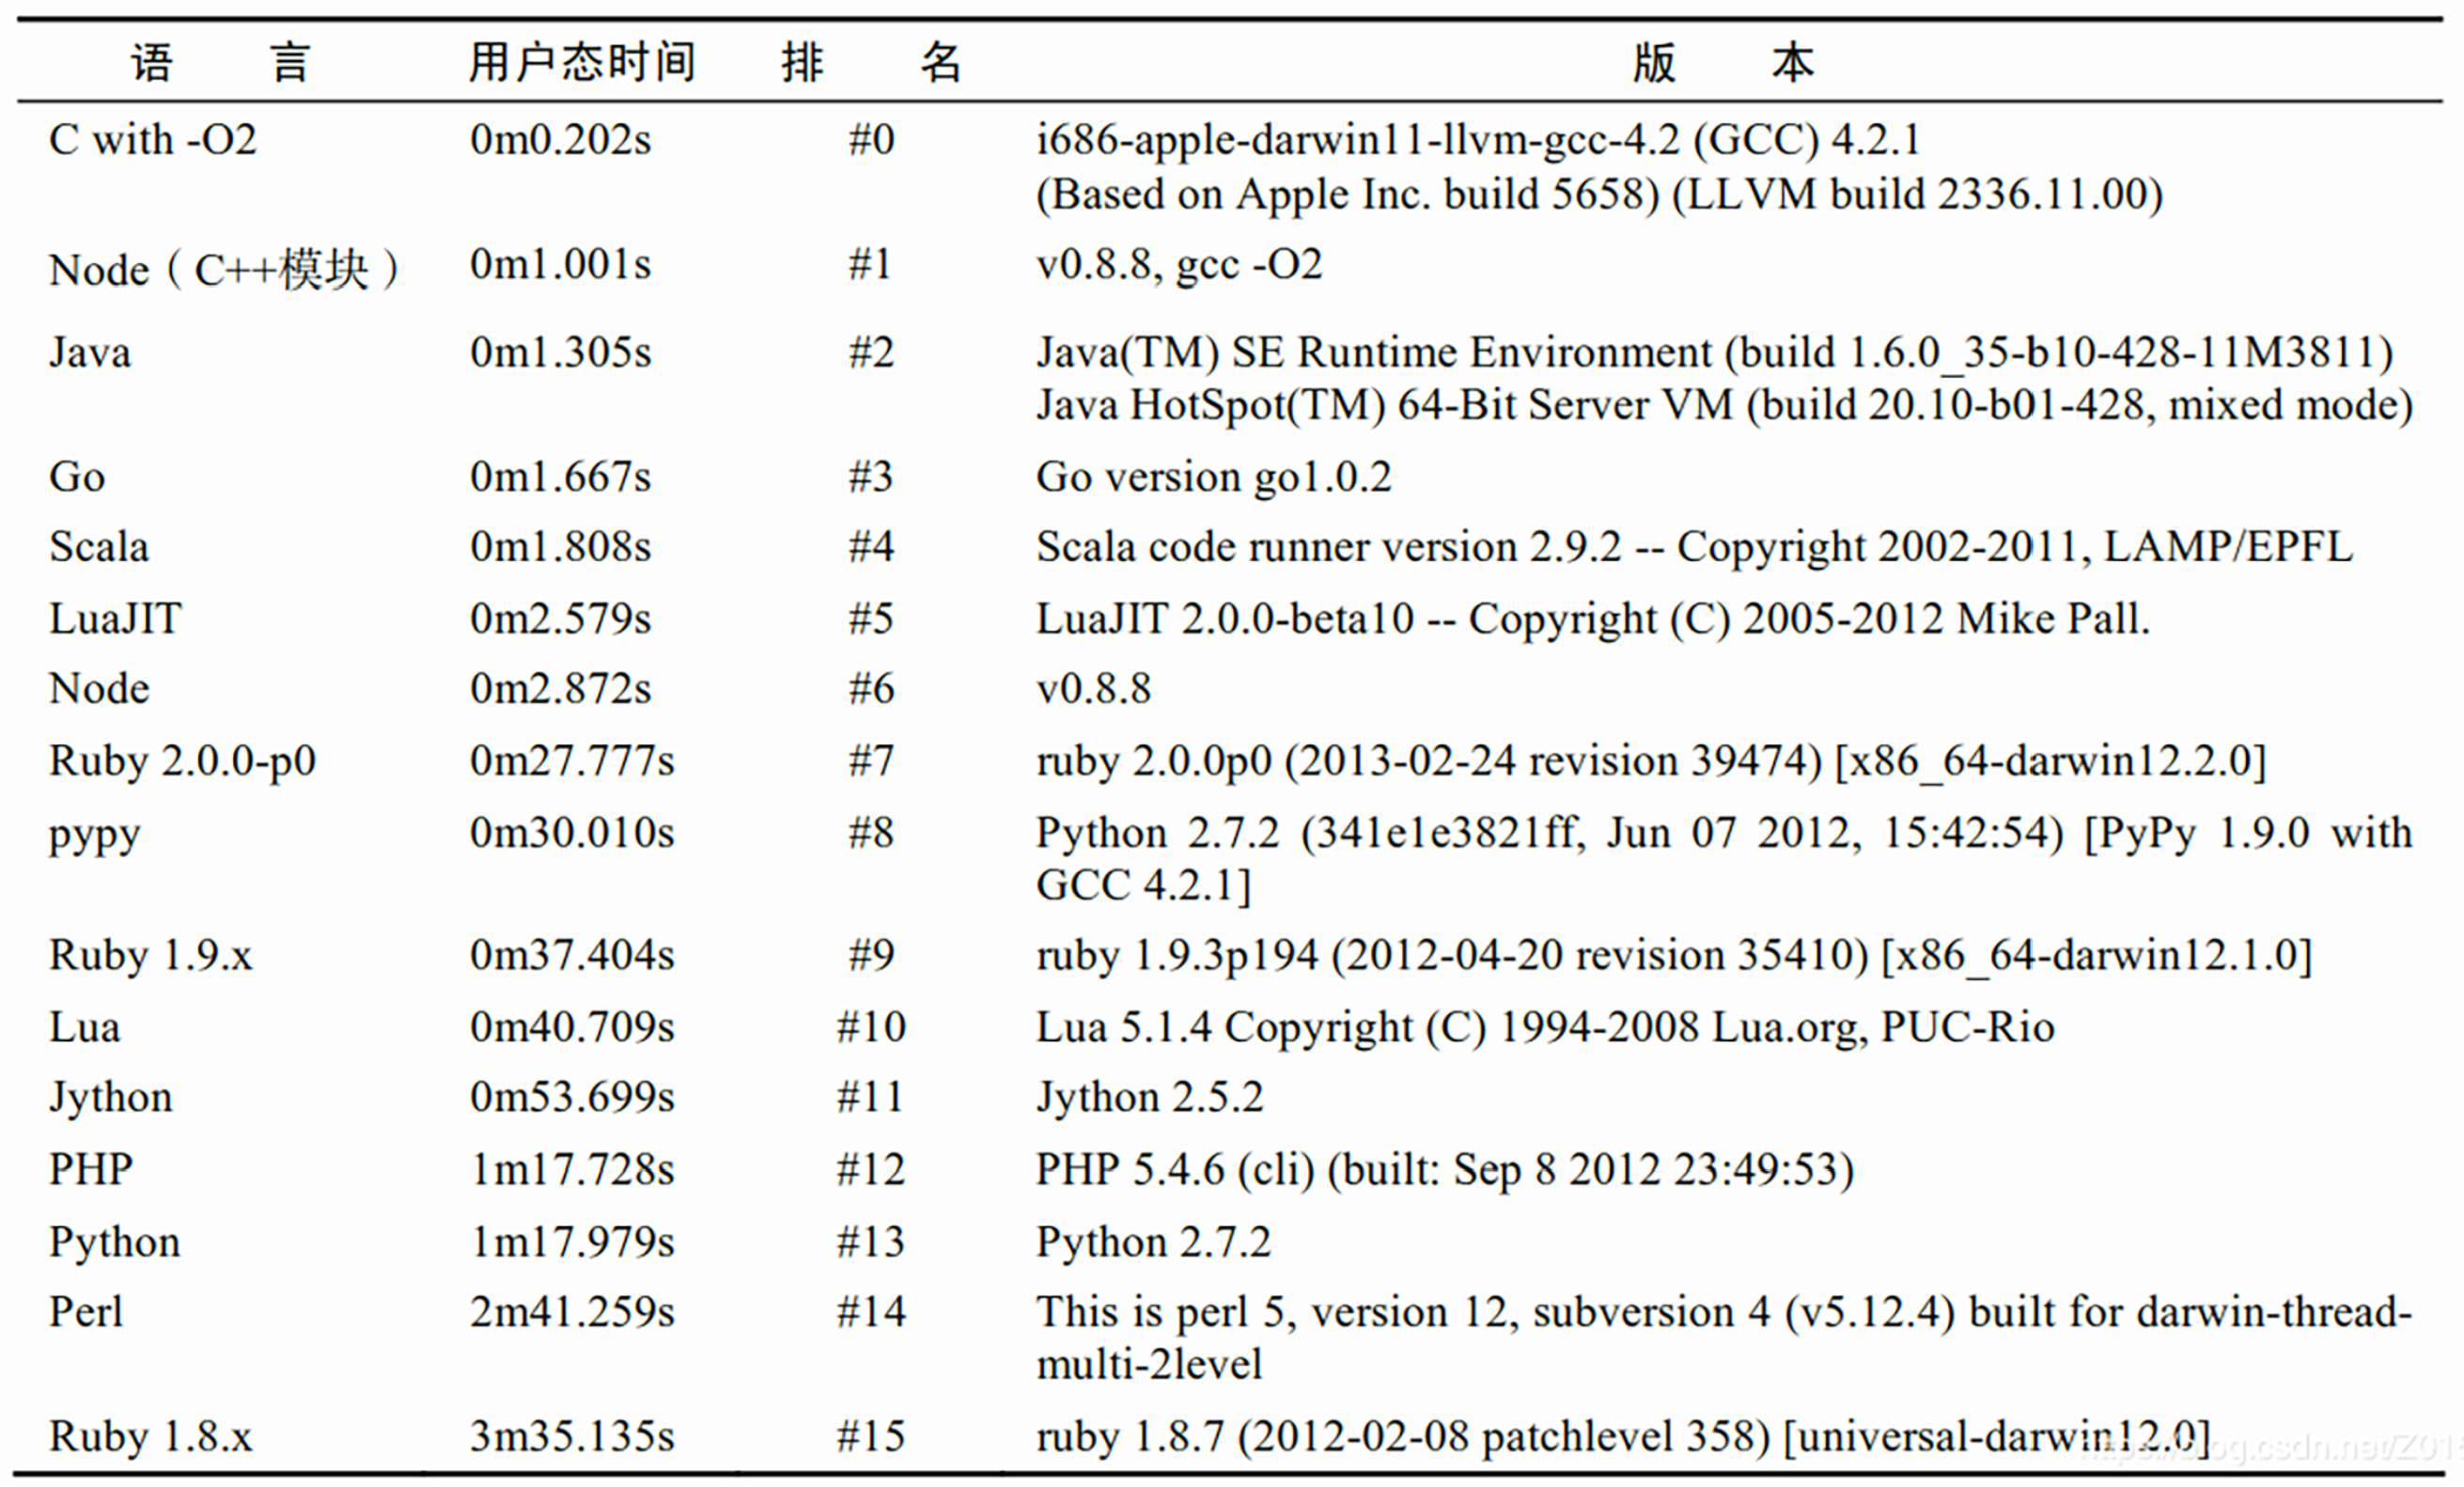 语 言 用户态时间 排 名 版 本
C with -O2 0m0.202s #0 i686-apple-darwin11-llvm-gcc-4.2 (GCC) 4.2.1
(Based on Apple Inc. build 5658) (LLVM build 2336.11.00)
Node（C++模块） 0m1.001s #1 v0.8.8, gcc -O2
Java 0m1.305s #2 Java(TM) SE Runtime Environment (build 1.6.0_35-b10-428-11M3811)
Java HotSpot(TM) 64-Bit Server VM (build 20.10-b01-428, mixed mode)
Go 0m1.667s #3 Go version go1.0.2
Scala 0m1.808s #4 Scala code runner version 2.9.2 -- Copyright 2002-2011, LAMP/EPFL
LuaJIT 0m2.579s #5 LuaJIT 2.0.0-beta10 -- Copyright (C) 2005-2012 Mike Pall.
Node 0m2.872s #6 v0.8.8
Ruby 2.0.0-p0 0m27.777s #7 ruby 2.0.0p0 (2013-02-24 revision 39474) [x86_64-darwin12.2.0]
pypy 0m30.010s #8 Python 2.7.2 (341e1e3821ff, Jun 07 2012, 15:42:54) [PyPy 1.9.0 with
GCC 4.2.1]
Ruby 1.9.x 0m37.404s #9 ruby 1.9.3p194 (2012-04-20 revision 35410) [x86_64-darwin12.1.0]
Lua 0m40.709s #10 Lua 5.1.4 Copyright (C) 1994-2008 Lua.org, PUC-Rio
Jython 0m53.699s #11 Jython 2.5.2
PHP 1m17.728s #12 PHP 5.4.6 (cli) (built: Sep 8 2012 23:49:53)
Python 1m17.979s #13 Python 2.7.2
Perl 2m41.259s #14 This is perl 5, version 12, subversion 4 (v5.12.4) built for darwin-thread-
multi-2level
Ruby 1.8.x 3m35.135s #15 ruby 1.8.7 (2012-02-08 patchlevel 358) [universal-darwin12.0]